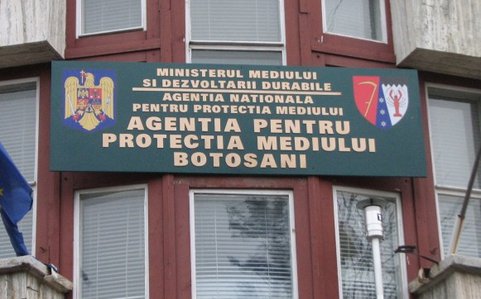 MINISTERUL MEDIULUI
SI DEZVOLTARII DURABILE
AGENTIA NATIONALA
PENTRU PROTECTIA MEDIULUI
AGENTIA PENTRU
PROTECTIA MEDIULUI
BOTOSANI